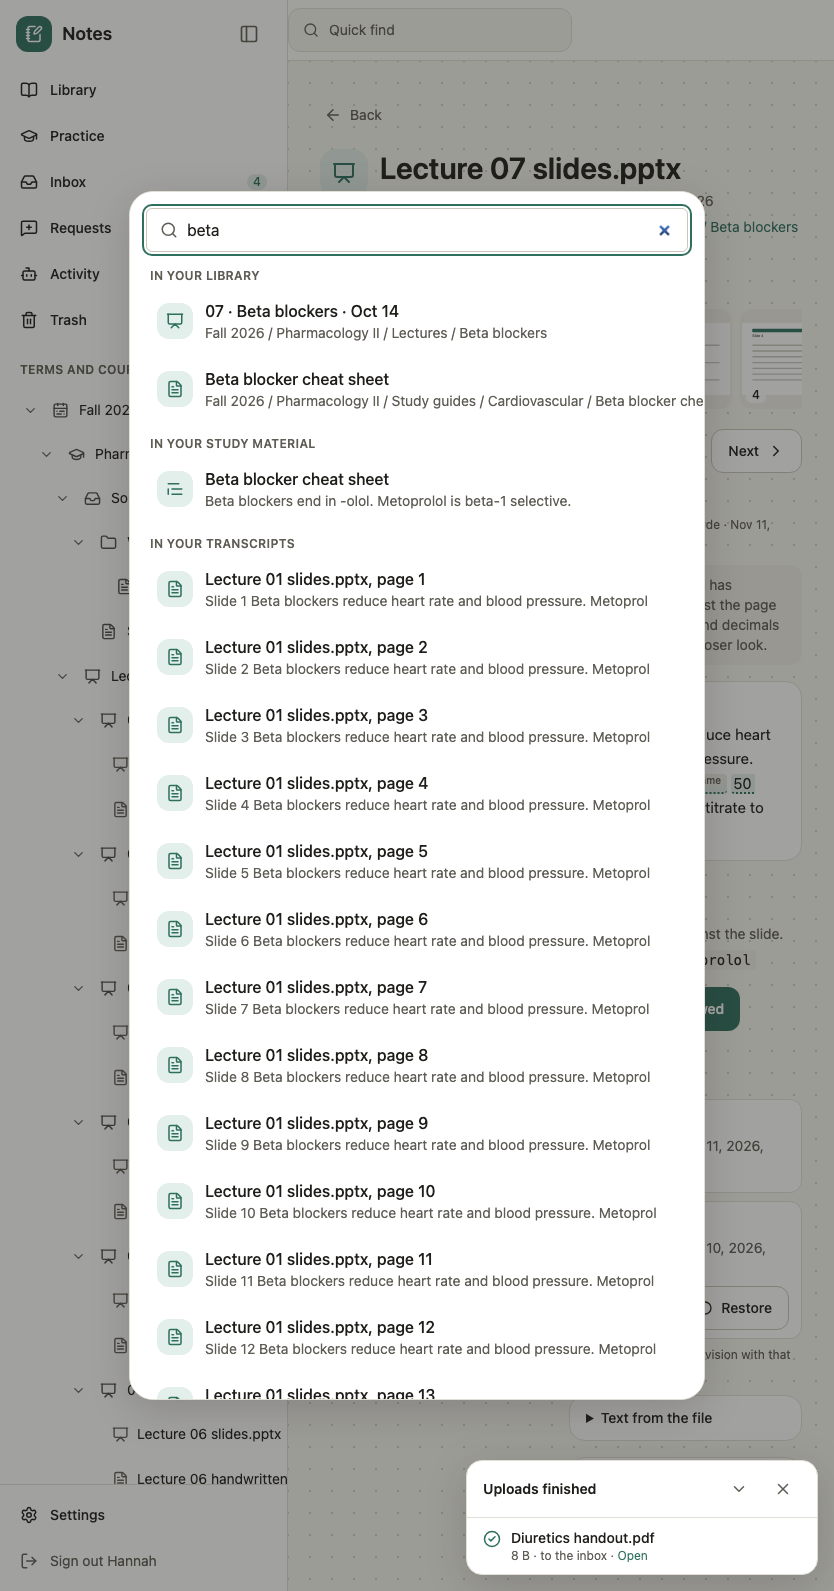 Notes
Quick find
Library
Practice
Inbox 4
Requests
Activity
Trash
TERMS AND COUR
Fall 202
Pharr
So
Lec
Lecture 06 slides.pptx
Lecture 06 handwritten
Settings
Sign out Hannah
Back
Lecture 07 slides.pptx
26
/ Beta blockers
4
Next
de · Nov 11,
has
st the page
nd decimals
oser look.
uce heart
essure.
ome 50
titrate to
nst the slide.
prolol
wed
11, 2026,
10, 2026,
Restore
vision with that
Text from the file
beta
IN YOUR LIBRARY
07 · Beta blockers · Oct 14
Fall 2026 / Pharmacology II / Lectures / Beta blockers
Beta blocker cheat sheet
Fall 2026 / Pharmacology II / Study guides / Cardiovascular / Beta blocker che
IN YOUR STUDY MATERIAL
Beta blocker cheat sheet
Beta blockers end in -olol. Metoprolol is beta-1 selective.
IN YOUR TRANSCRIPTS
Lecture 01 slides.pptx, page 1
Slide 1 Beta blockers reduce heart rate and blood pressure. Metoprol
Lecture 01 slides.pptx, page 2
Slide 2 Beta blockers reduce heart rate and blood pressure. Metoprol
Lecture 01 slides.pptx, page 3
Slide 3 Beta blockers reduce heart rate and blood pressure. Metoprol
Lecture 01 slides.pptx, page 4
Slide 4 Beta blockers reduce heart rate and blood pressure. Metoprol
Lecture 01 slides.pptx, page 5
Slide 5 Beta blockers reduce heart rate and blood pressure. Metoprol
Lecture 01 slides.pptx, page 6
Slide 6 Beta blockers reduce heart rate and blood pressure. Metoprol
Lecture 01 slides.pptx, page 7
Slide 7 Beta blockers reduce heart rate and blood pressure. Metoprol
Lecture 01 slides.pptx, page 8
Slide 8 Beta blockers reduce heart rate and blood pressure. Metoprol
Lecture 01 slides.pptx, page 9
Slide 9 Beta blockers reduce heart rate and blood pressure. Metoprol
Lecture 01 slides.pptx, page 10
Slide 10 Beta blockers reduce heart rate and blood pressure. Metoprol
Lecture 01 slides.pptx, page 11
Slide 11 Beta blockers reduce heart rate and blood pressure. Metoprol
Lecture 01 slides.pptx, page 12
Slide 12 Beta blockers reduce heart rate and blood pressure. Metoprol
Lecture 01 slides.pptx, page 13
Uploads finished
Diuretics handout.pdf
8 B · to the inbox · Open